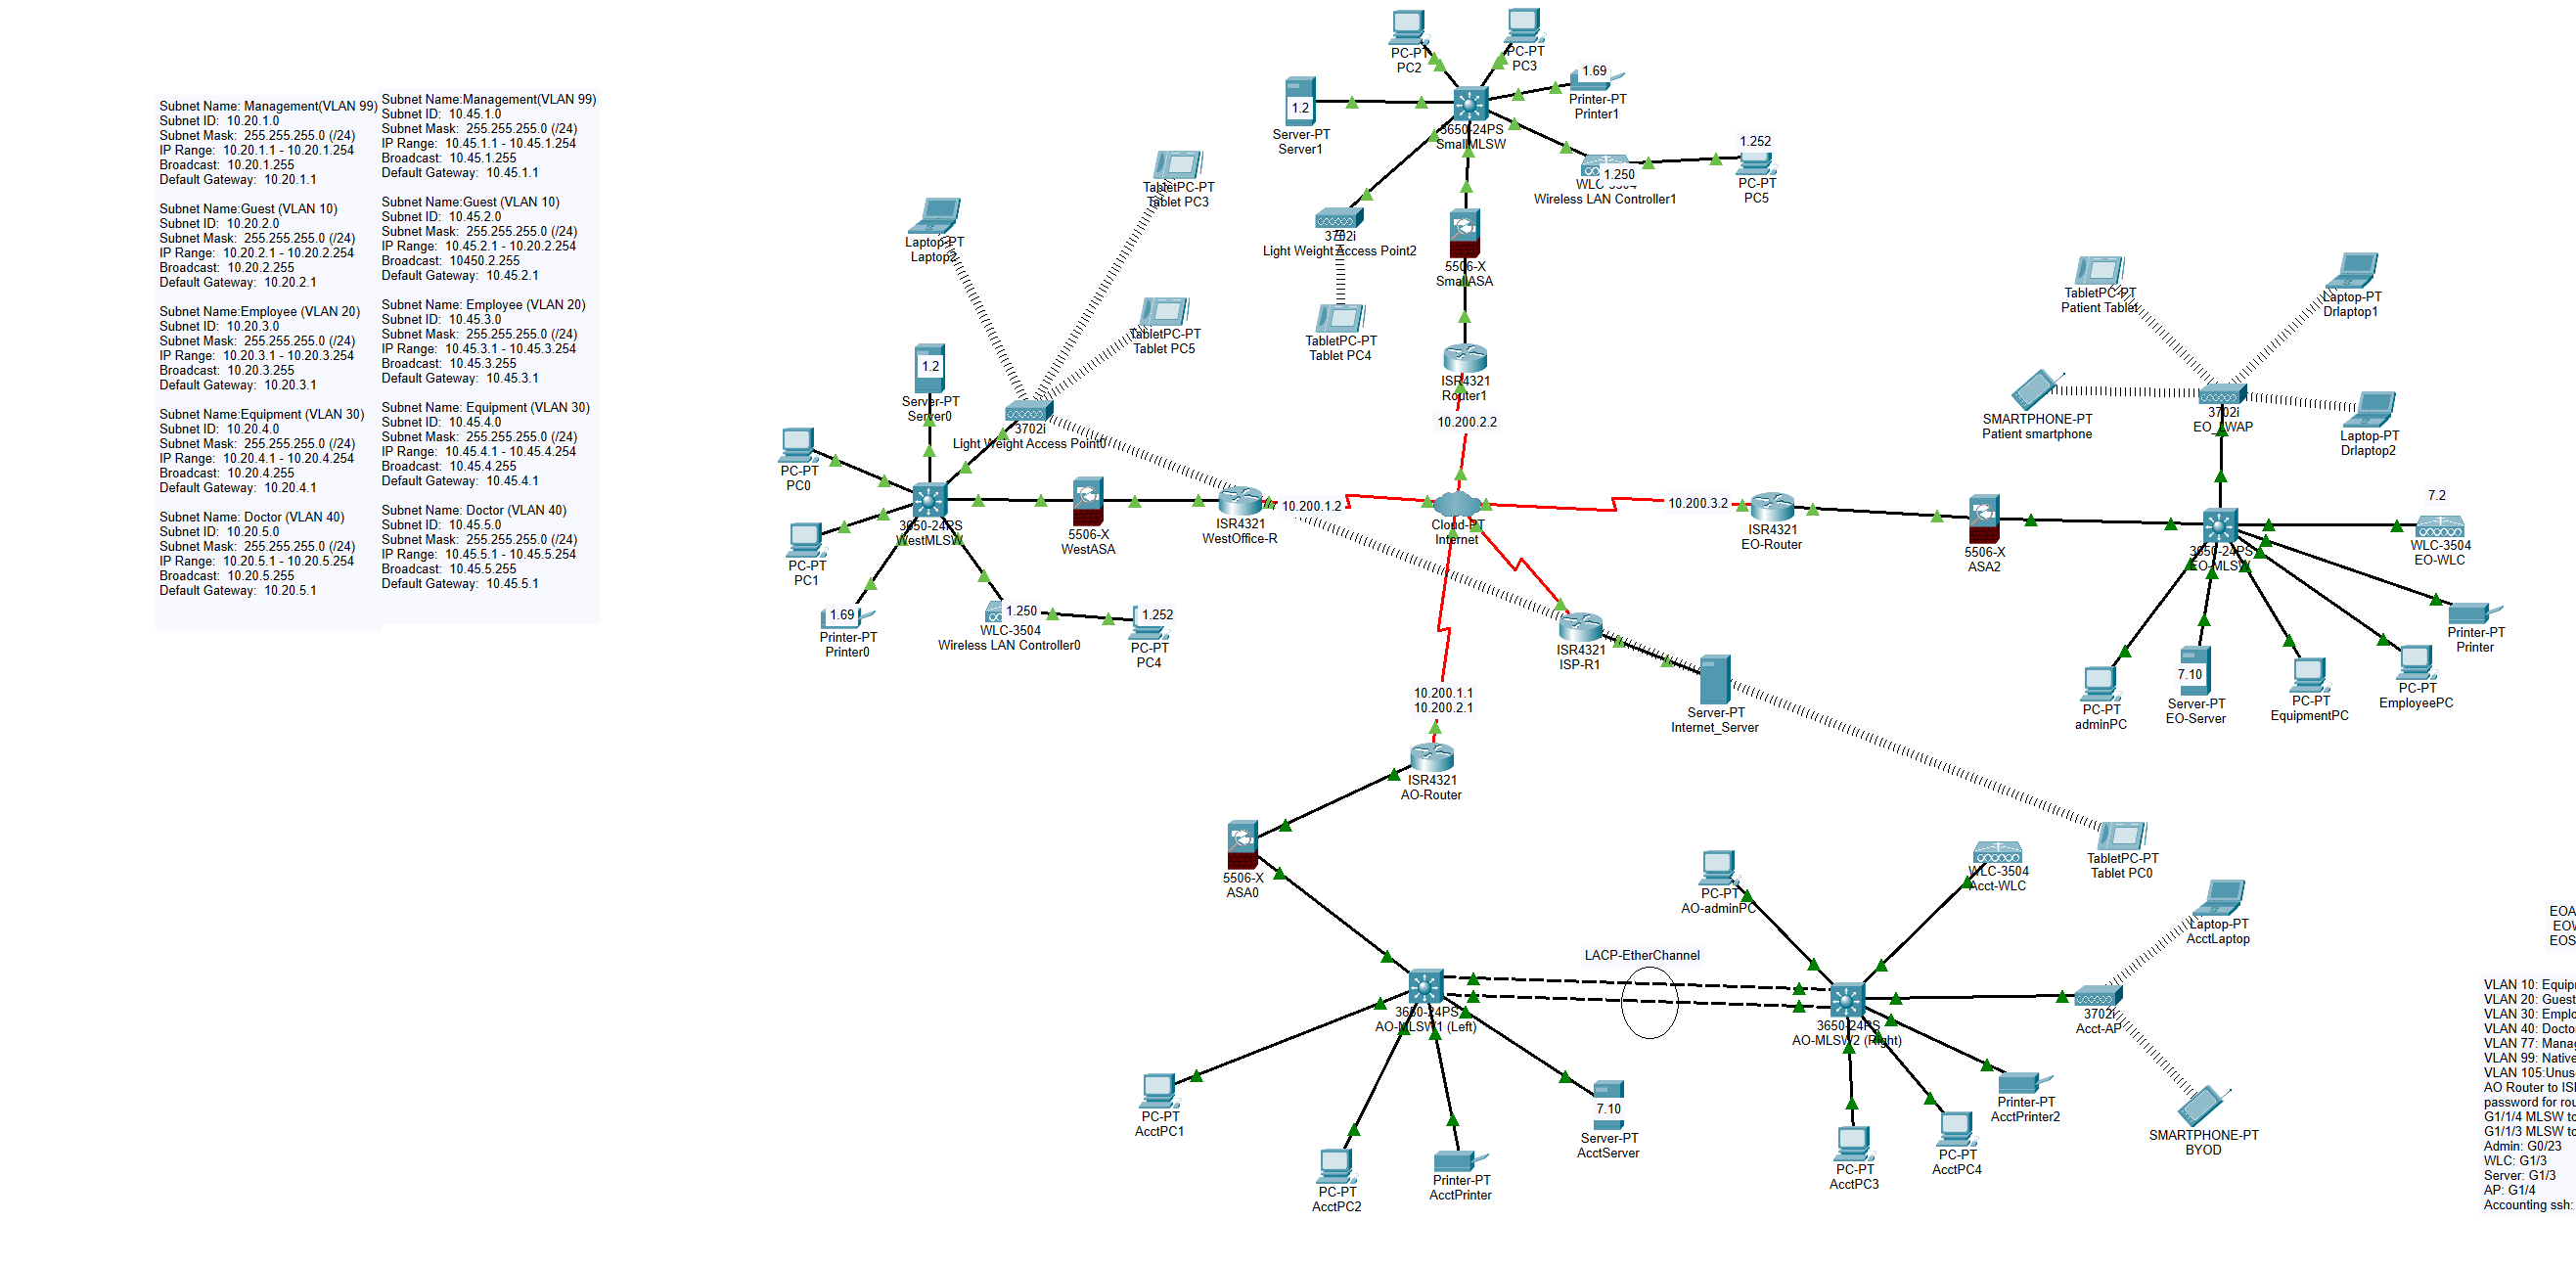 Subnet Name: Management(VLAN 99)
Subnet ID: 10.20.1.0
Subnet Mask: 255.255.255.0 (/24)
IP Range: 10.20.1.1 - 10.20.1.254
Broadcast: 10.20.1.255
Default Gateway: 10.20.1.1
Subnet Name:Guest (VLAN 10)
Subnet ID: 10.20.2.0
Subnet Mask: 255.255.255.0 (/24)
IP Range: 10.20.2.1 - 10.20.2.254
Broadcast: 10.20.2.255
Default Gateway: 10.20.2.1
Subnet Name:Employee (VLAN 20)
Subnet ID: 10.20.3.0
Subnet Mask: 255.255.255.0 (/24)
IP Range: 10.20.3.1 - 10.20.3.254
Broadcast: 10.20.3.255
Default Gateway: 10.20.3.1
Subnet Name:Equipment (VLAN 30)
Subnet ID: 10.20.4.0
Subnet Mask: 255.255.255.0 (/24)
IP Range: 10.20.4.1 - 10.20.4.254
Broadcast: 10.20.4.255
Default Gateway: 10.20.4.1
Subnet Name: Doctor (VLAN 40)
Subnet ID: 10.20.5.0
Subnet Mask: 255.255.255.0 (/24)
IP Range: 10.20.5.1 - 10.20.5.254
Broadcast: 10.20.5.255
Default Gateway: 10.20.5.1
Subnet Name:Management(VLAN 99)
Subnet ID: 10.45.1.0
Subnet Mask: 255.255.255.0 (/24)
IP Range: 10.45.1.1 - 10.45.1.254
Broadcast: 10.45.1.255
Default Gateway: 10.45.1.1
Subnet Name:Guest (VLAN 10)
Subnet ID: 10.45.2.0
Subnet Mask: 255.255.255.0 (/24)
IP Range: 10.45.2.1 - 10.20.2.254
Broadcast: 10450.2.255
Default Gateway: 10.45.2.1
Subnet Name: Employee (VLAN 20)
Subnet ID: 10.45.3.0
Subnet Mask: 255.255.255.0 (/24)
IP Range: 10.45.3.1 - 10.45.3.254
Broadcast: 10.45.3.255
Default Gateway: 10.45.3.1
Subnet Name: Equipment (VLAN 30)
Subnet ID: 10.45.4.0
Subnet Mask: 255.255.255.0 (/24)
IP Range: 10.45.4.1 - 10.45.4.254
Broadcast: 10.45.4.255
Default Gateway: 10.45.4.1
Subnet Name: Doctor (VLAN 40)
Subnet ID: 10.45.5.0
Subnet Mask: 255.255.255.0 (/24)
IP Range: 10.45.5.1 - 10.45.5.254
Broadcast: 10.45.5.255
Default Gateway: 10.45.5.1
PC-PT
PC2
PC-PT
PC3
1.69
Printer-PT
Printer1
1.2
Server-PT
Server1
3650-24PS
SmallMLSW
1.252
PC-PT
PC5
1.250
WLC-3504
Wireless LAN Controller1
3702i
Light Weight Access Point2
5506-X
SmallASA
TabletPC-PT
Tablet PC4
ISR4321
Router1
10.200.2.2
TabletPC-PT
Tablet PC3
Laptop-PT
Laptop2
TabletPC-PT
Tablet PC5
1.2
Server-PT
Server0
3702i
Light Weight Access Point0
PC-PT
PC0
PC-PT
PC1
3650-24PS
WestMLSW
5506-X
WestASA
ISR4321
WestOffice-R
10.200.1.2
Cloud-PT
Internet
1.69
Printer-PT
Printer0
1.250
WLC-3504
Wireless LAN Controller0
1.252
PC-PT
PC4
10.200.3.2
ISR4321
EO-Router
5506-X
ASA2
TabletPC-PT
Patient Tablet
Laptop-PT
Drlaptop1
SMARTPHONE-PT
Patient smartphone
3702i
EO_LWAP
Laptop-PT
Drlaptop2
3650-24PS
EO-MLSW
7.2
WLC-3504
EO-WLC
Printer-PT
Printer
PC-PT
adminPC
7.10
Server-PT
EO-Server
PC-PT
EquipmentPC
PC-PT
EmployeePC
ISR4321
ISP-R1
Server-PT
Internet_Server
10.200.1.1
10.200.2.1
ISR4321
AO-Router
5506-X
ASA0
TabletPC-PT
Tablet PC0
PC-PT
AO-adminPC
WLC-3504
Acct-WLC
LACP-EtherChannel
3650-24PS
AO-MLSW1 (Left)
3650-24PS
AO-MLSW2 (Right)
Laptop-PT
AcctLaptop
3702i
Acct-AP
SMARTPHONE-PT
BYOD
PC-PT
AcctPC1
PC-PT
AcctPC2
Printer-PT
AcctPrinter
7.10
Server-PT
AcctServer
PC-PT
AcctPC3
PC-PT
AcctPC4
Printer-PT
AcctPrinter2
EOA
EOW
EOS
VLAN 10: Equip
VLAN 20: Guest
VLAN 30: Emplo
VLAN 40: Docto
VLAN 77: Manag
VLAN 99: Native
VLAN 105:Unus
AO Router to IS
password for rou
G1/1/4 MLSW to
G1/1/3 MLSW to
Admin: G0/23
WLC: G1/3
Server: G1/3
AP: G1/4
Accounting ssh: